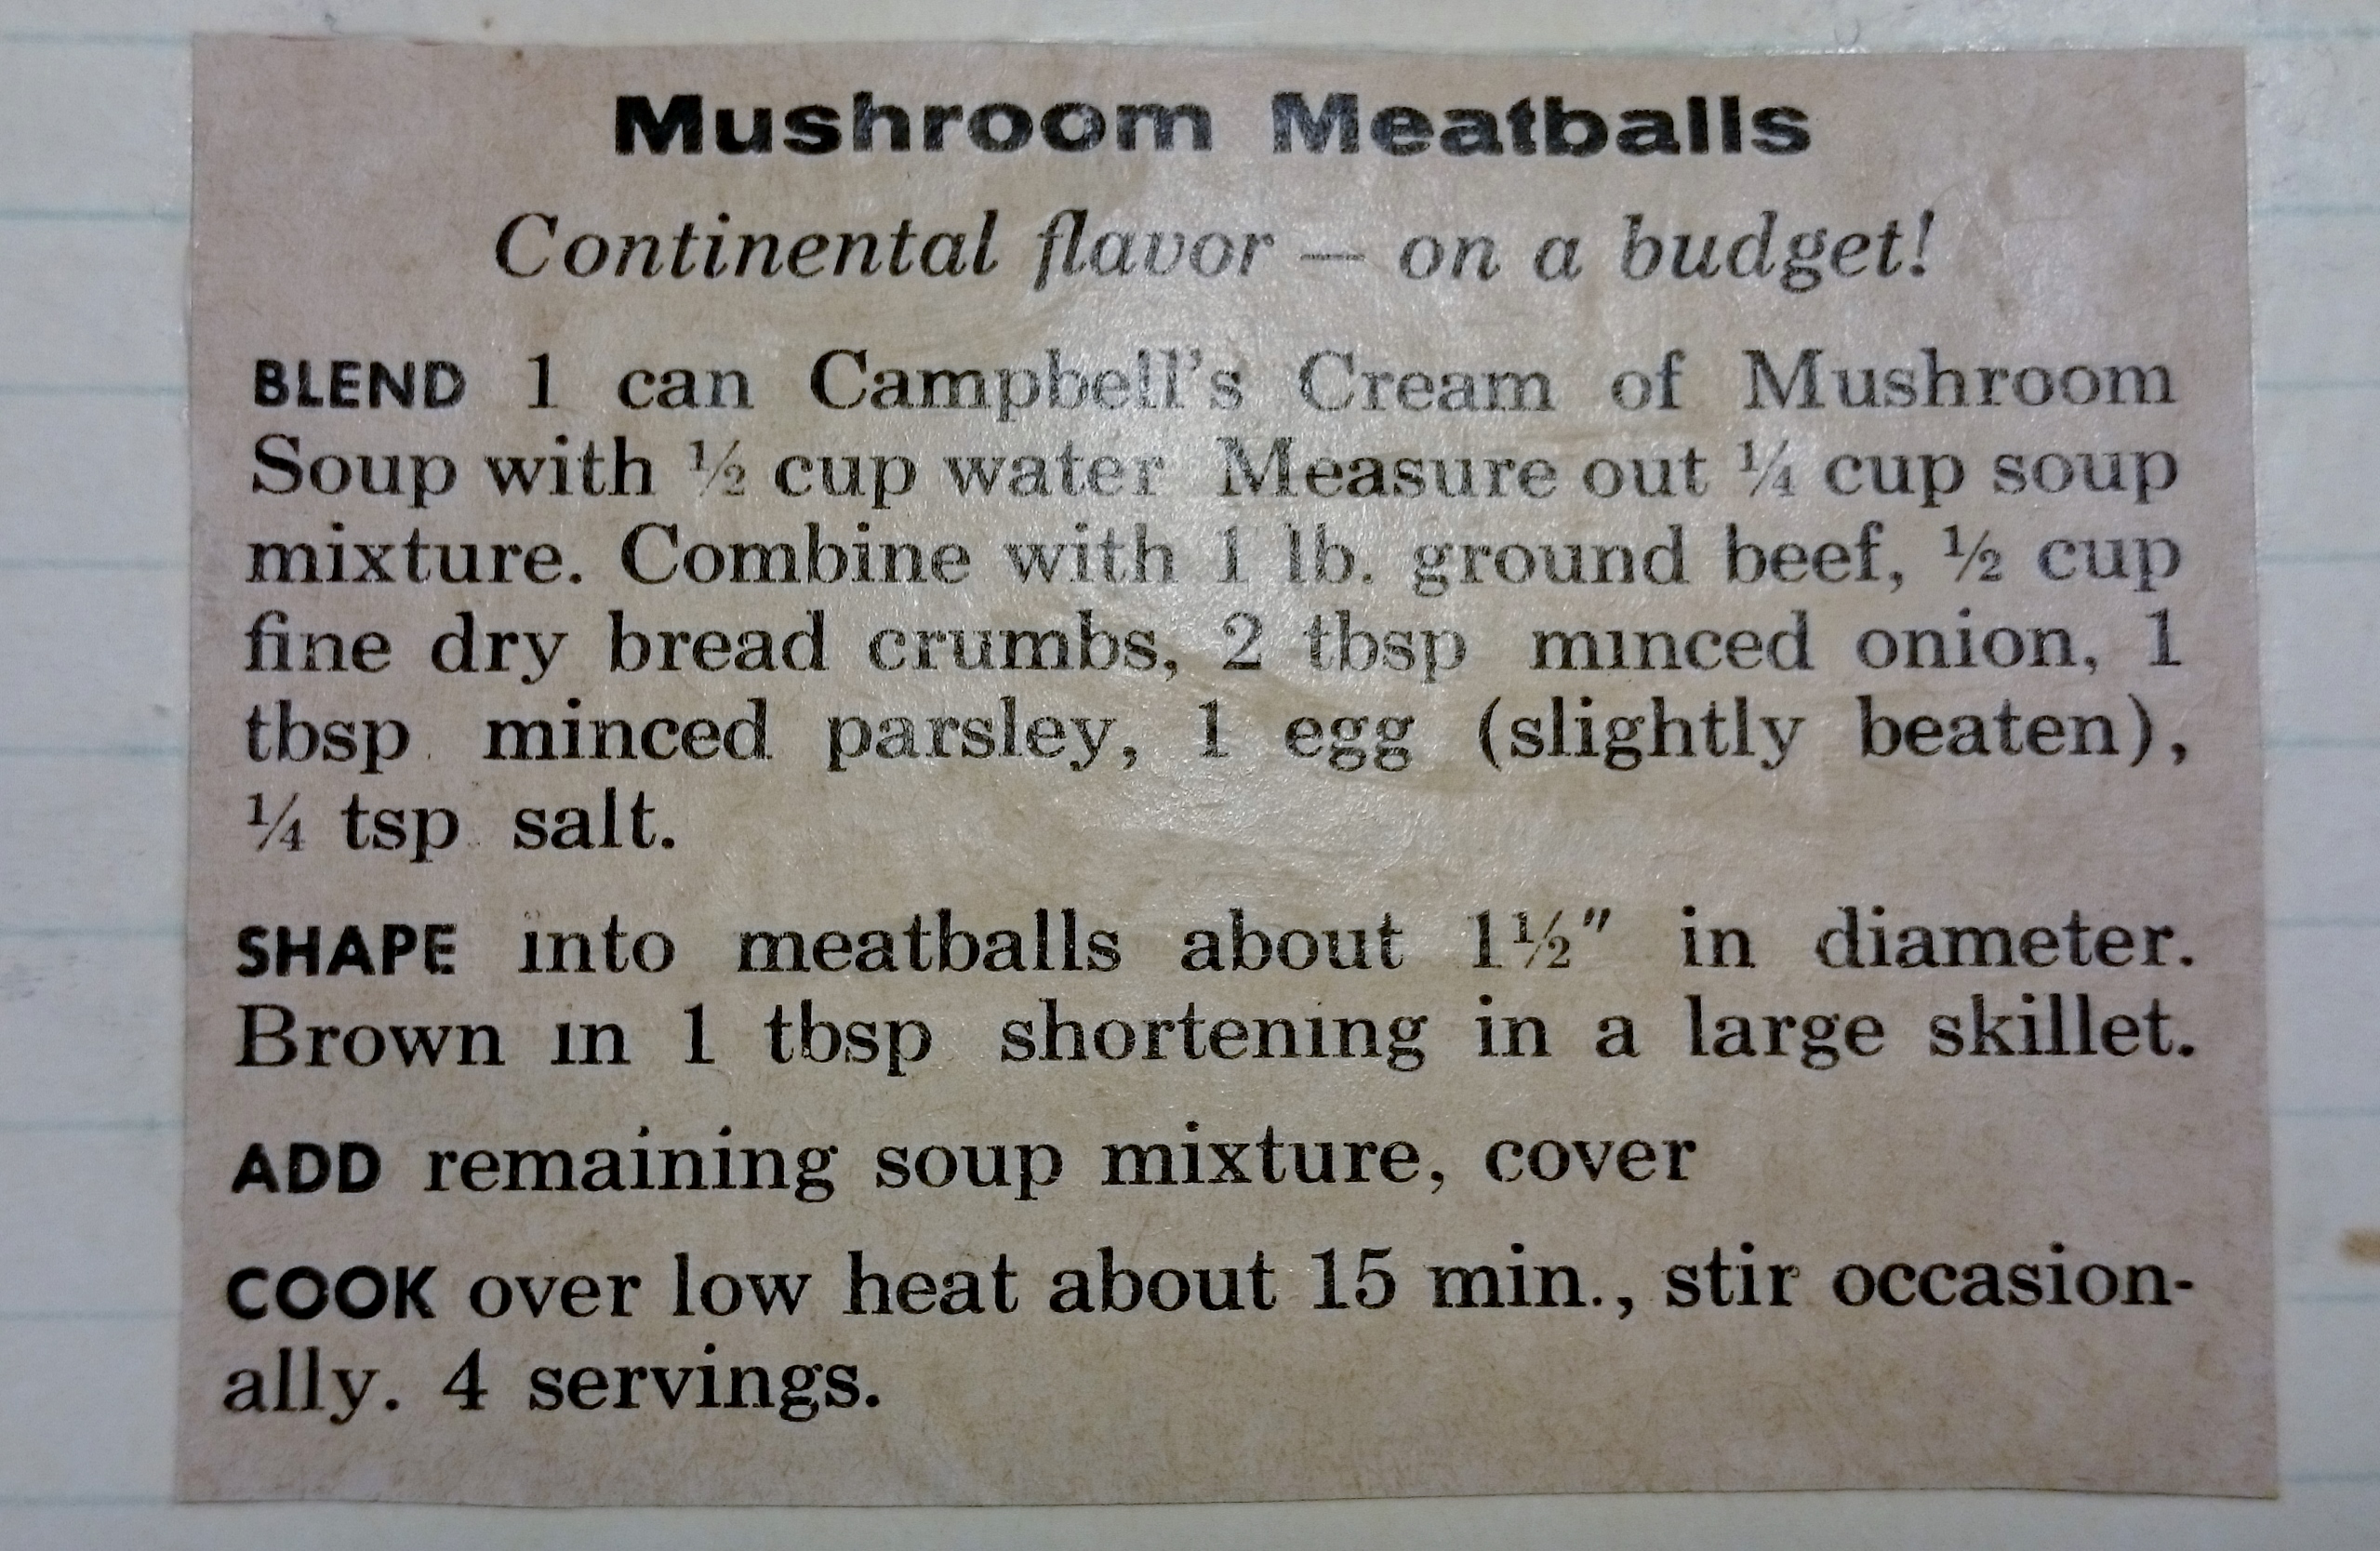 Mushroom Meatballs
Continental flavor — on a budget!
BLEND 1 can Campbell's Cream of Mushroom
Soup with ½ cup water Measure out ¼ cup soup
mixture. Combine with 1 lb. ground beef, ½ cup
fine dry bread crumbs, 2 tbsp minced onion, 1
tbsp. minced parsley, 1 egg (slightly beaten),
¼ tsp. salt.
SHAPE into meatballs about 1½" in diameter.
Brown in 1 tbsp shortening in a large skillet.
ADD remaining soup mixture, cover
COOK over low heat about 15 min., stir occasion-
ally. 4 servings.